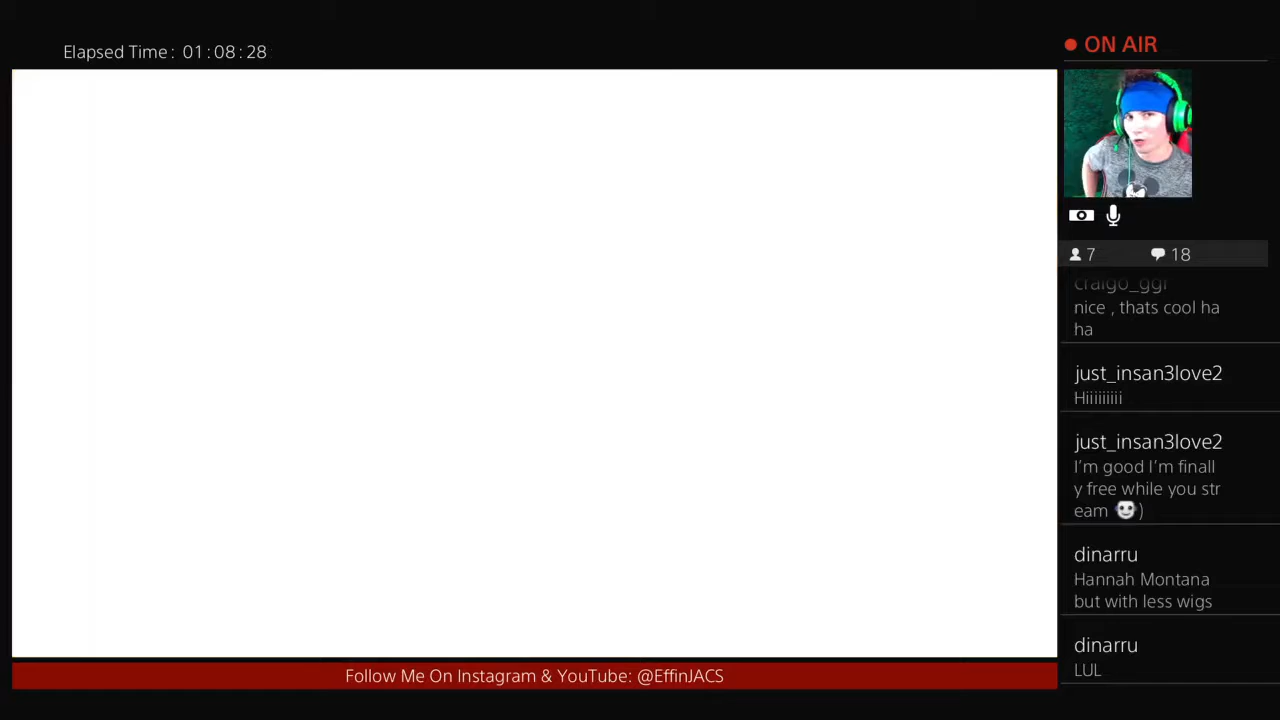 Elapsed Time: 01:08:28
ON AIR
7 18
craigo_ggr
nice , thats cool ha
ha
just_insan3love2
Hiiiiiiiii
just_insan3love2
I'm good I'm finall
y free while you str
eam )
dinarru
Hannah Montana
but with less wigs
dinarru
LUL
Follow Me On Instagram & YouTube: @EffinJACS